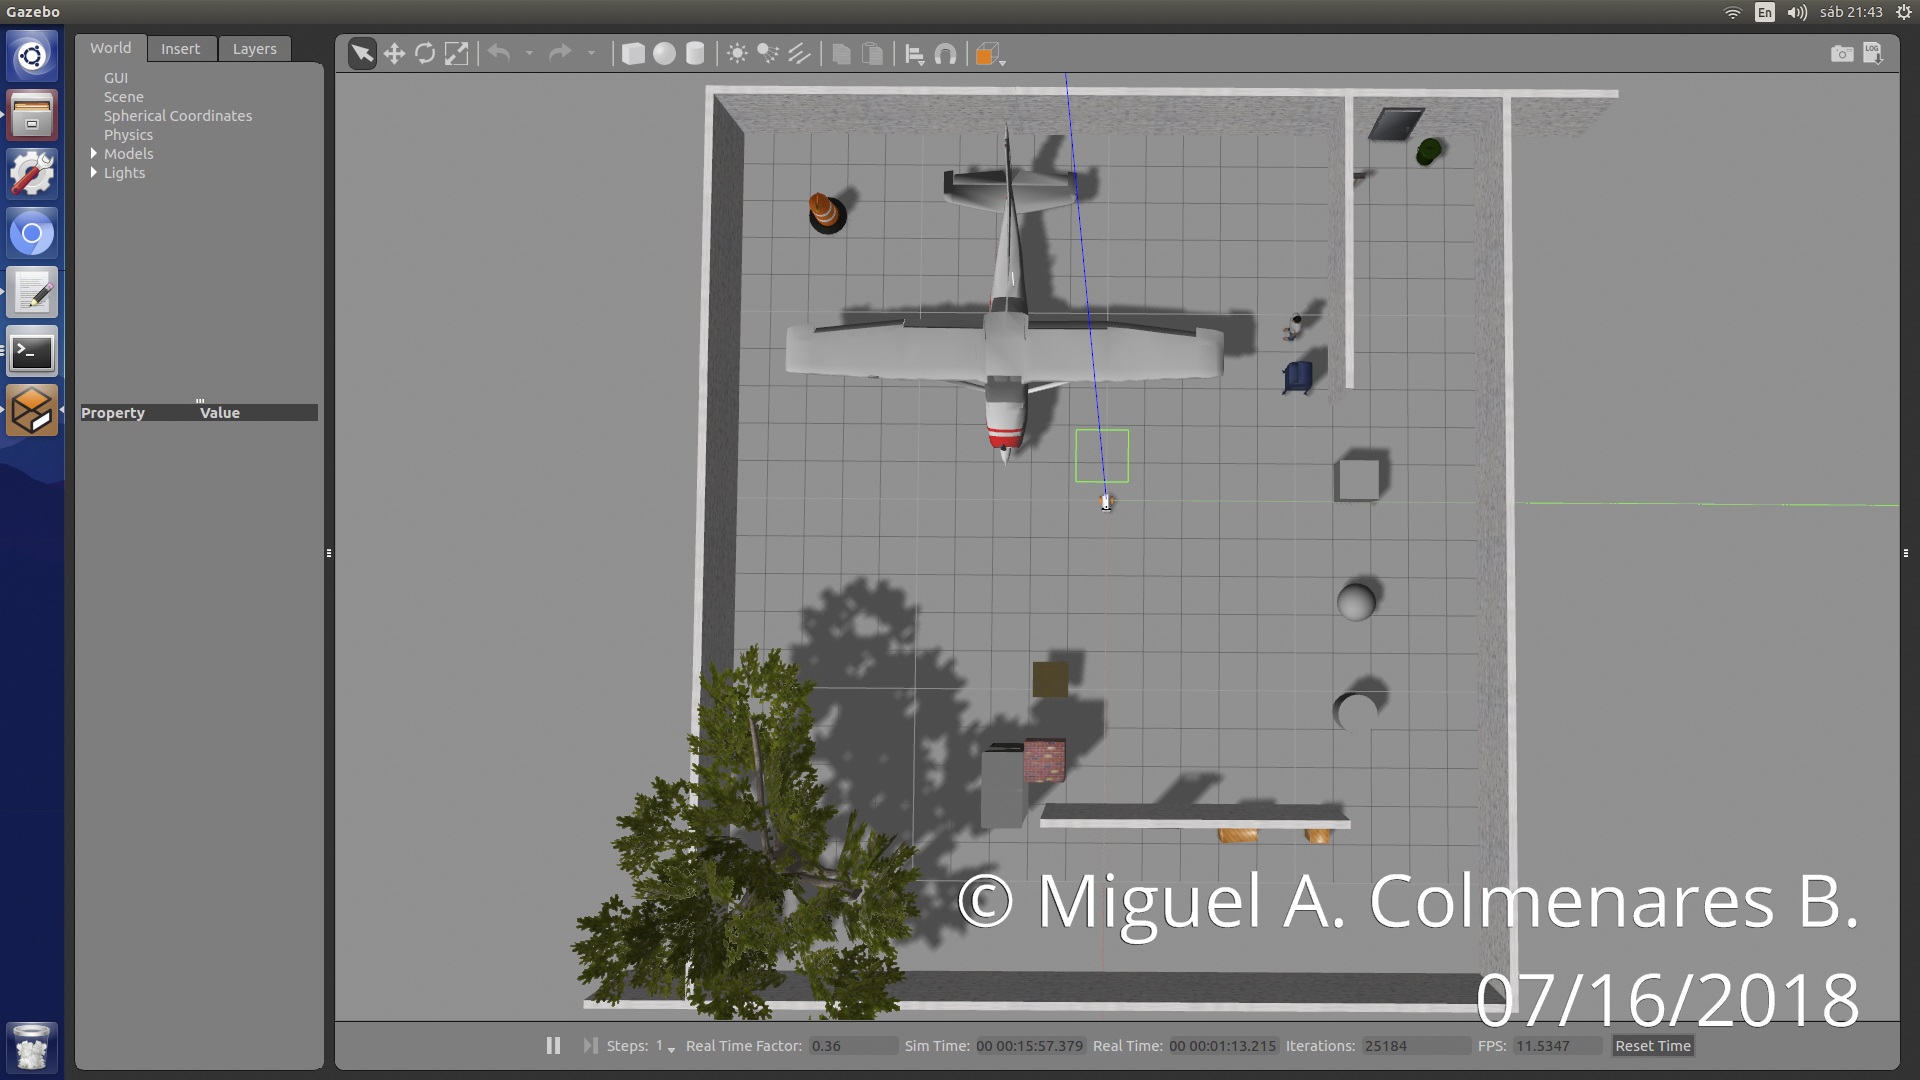 Gazebo
En
sáb 21:43
World Insert Layers
LOG
GUI
Scene
Spherical Coordinates
Physics
Models
Lights
Property Value
© Miguel A. Colmenares B.
07/16/2018
Steps: 1 Real Time Factor: 0.36 Sim Time: 00 00:15:57.379 Real Time: 00 00:01:13.215 Iterations: 25184 FPS: 11.5347 Reset Time